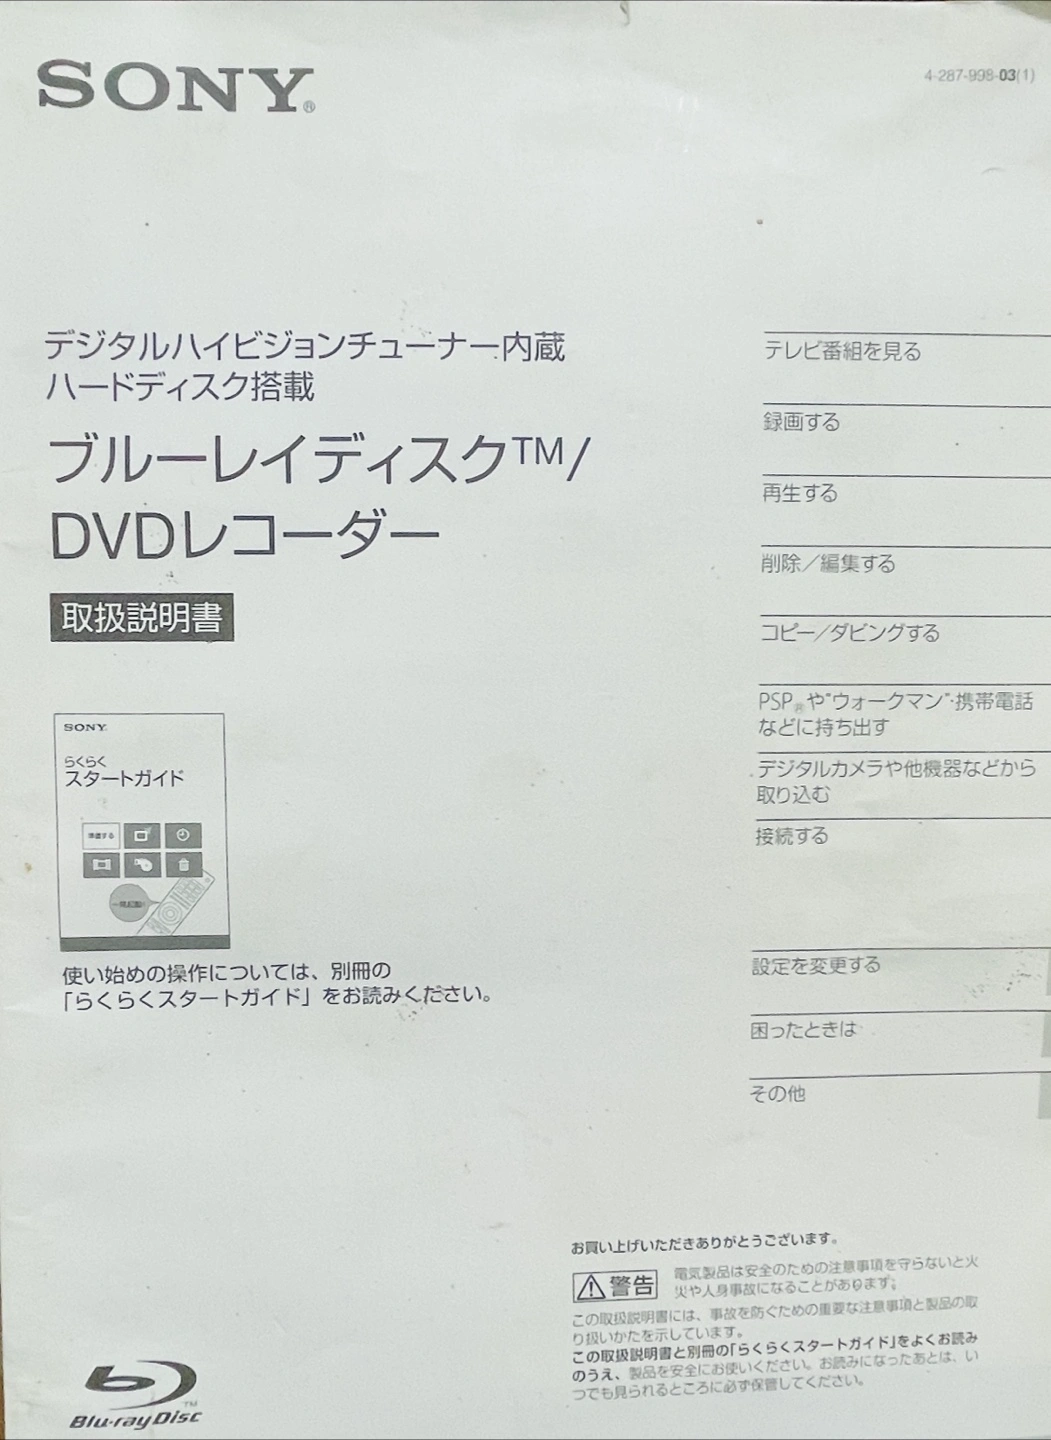 SONY®
4-287-998-03(1)
デジタルハイビジョンチューナー内蔵
ハードディスク搭載
ブルーレイディスク™/
DVDレコーダー
取扱説明書
SONY
らくらく
スタートガイド
準備する
使い始めの操作については、別冊の
「らくらくスタートガイド」をお読みください。
テレビ番組を見る
録画する
再生する
削除／編集する
コピー／ダビングする
PSP®や"ウォークマン"・携帯電話
などに持ち出す
デジタルカメラや他機器などから
取り込む
接続する
設定を変更する
困ったときは
その他
お買い上げいただきありがとうございます。
警告
電気製品は安全のための注意事項を守らないと火
災や人身事故になることがあります。
この取扱説明書には、事故を防ぐための重要な注意事項と製品の取
り扱いかたを示しています。
この取扱説明書と別冊の「らくらくスタートガイド」をよくお読み
のうえ、製品を安全にお使いください。お読みになったあとは、い
つでも見られるところに必ず保管してください。
Blu-ray Disc™